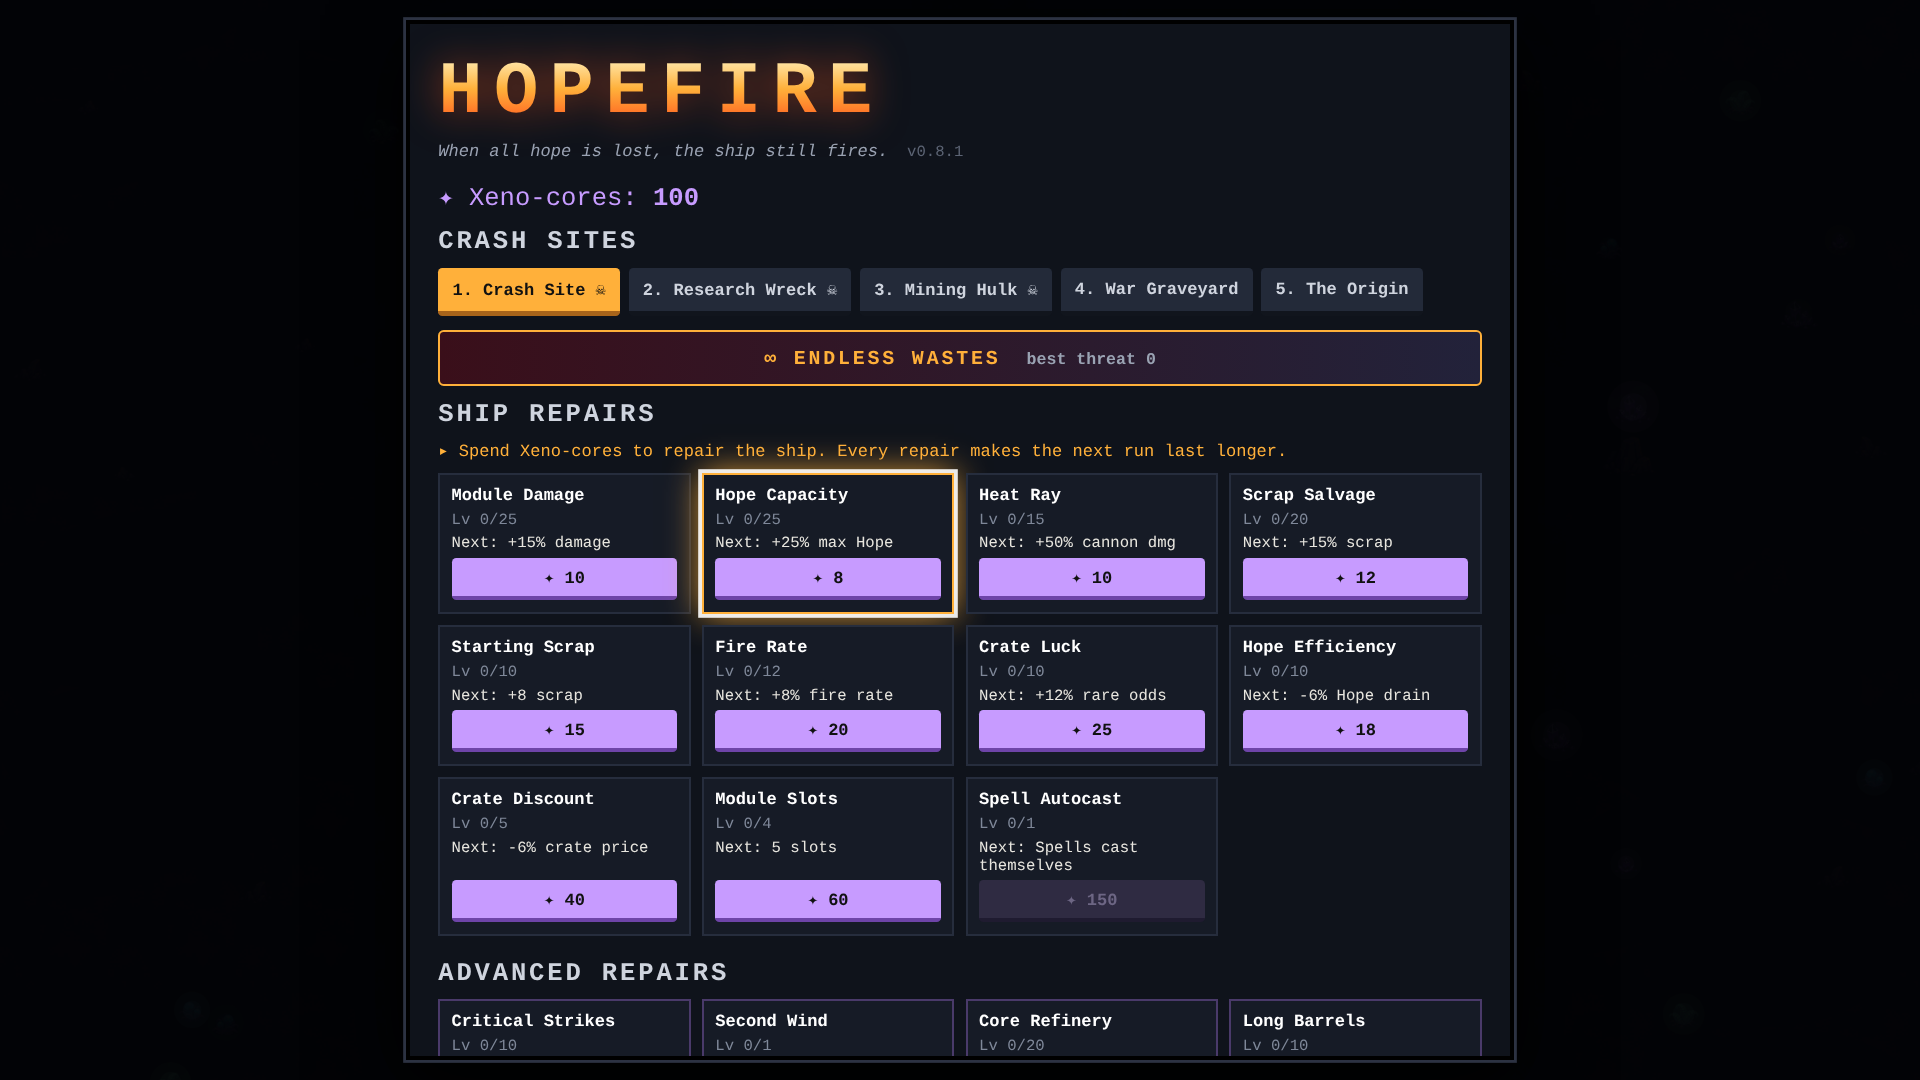 HOPEFIRE
When all hope is lost, the ship still fires. v0.8.1
✦ Xeno-cores: 100
CRASH SITES
1. Crash Site ☠ 2. Research Wreck ☠ 3. Mining Hulk ☠ 4. War Graveyard 5. The Origin
∞ ENDLESS WASTES best threat 0
SHIP REPAIRS
▸ Spend Xeno-cores to repair the ship. Every repair makes the next run last longer.
Module Damage
Lv 0/25
Next: +15% damage
✦ 10
Hope Capacity
Lv 0/25
Next: +25% max Hope
✦ 8
Heat Ray
Lv 0/15
Next: +50% cannon dmg
✦ 10
Scrap Salvage
Lv 0/20
Next: +15% scrap
✦ 12
Starting Scrap
Lv 0/10
Next: +8 scrap
✦ 15
Fire Rate
Lv 0/12
Next: +8% fire rate
✦ 20
Crate Luck
Lv 0/10
Next: +12% rare odds
✦ 25
Hope Efficiency
Lv 0/10
Next: -6% Hope drain
✦ 18
Crate Discount
Lv 0/5
Next: -6% crate price
✦ 40
Module Slots
Lv 0/4
Next: 5 slots
✦ 60
Spell Autocast
Lv 0/1
Next: Spells cast
themselves
✦ 150
ADVANCED REPAIRS
Critical Strikes
Lv 0/10
Second Wind
Lv 0/1
Core Refinery
Lv 0/20
Long Barrels
Lv 0/10